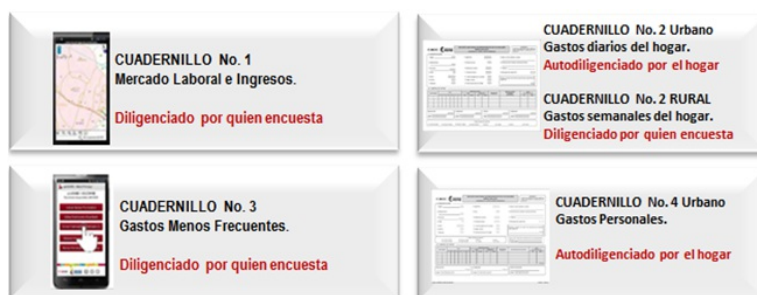 CUADERNILLO No. 1
Mercado Laboral e Ingresos.
Diligenciado por quien encuesta
CUADERNILLO No. 2 Urbano
Gastos diarios del hogar.
Autodiligenciado por el hogar
CUADERNILLO No. 2 RURAL
Gastos semanales del hogar.
Diligenciado por quien encuesta
CUADERNILLO No. 3
Gastos Menos Frecuentes.
Diligenciado por quien encuesta
CUADERNILLO No. 4 Urbano
Gastos Personales.
Autodiligenciado por el hogar